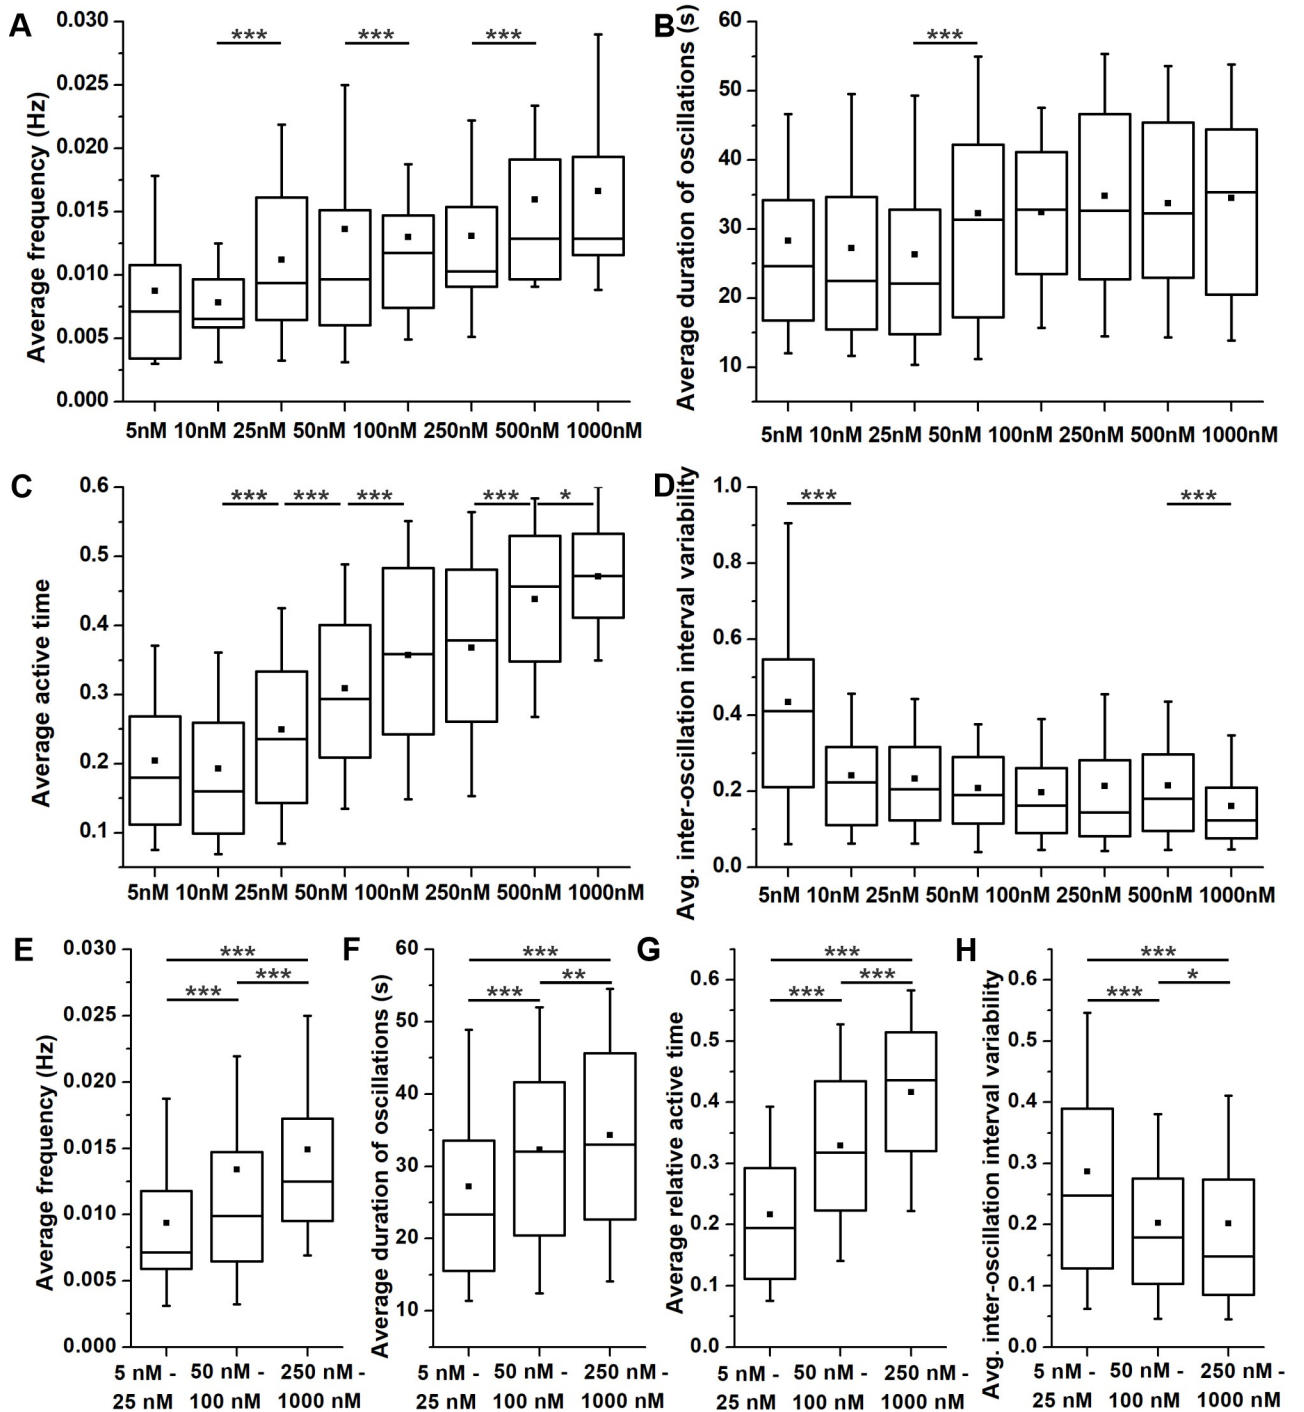 A
Average frequency (Hz)
0.030
0.025
0.020
0.015
0.010
0.005
0.000
*** *** ***
5nM 10nM 25nM 50nM 100nM 250nM 500nM 1000nM
B
Average duration of oscillations (s)
60
50
40
30
20
10
***
5nM 10nM 25nM 50nM 100nM 250nM 500nM 1000nM
C
Average active time
0.6
0.5
0.4
0.3
0.2
0.1
*** *** *** *** *
5nM 10nM 25nM 50nM 100nM 250nM 500nM 1000nM
D
Avg. inter-oscillation interval variability
1.0
0.8
0.6
0.4
0.2
0.0
*** ***
5nM 10nM 25nM 50nM 100nM 250nM 500nM 1000nM
E
Average frequency (Hz)
0.030
0.025
0.020
0.015
0.010
0.005
0.000
***
***
***
5 nM - 50 nM - 250 nM -
25 nM 100 nM 1000 nM
F
Average duration of oscillations (s)
60
50
40
30
20
10
***
**
***
5 nM - 50 nM - 250 nM -
25 nM 100 nM 1000 nM
G
Average relative active time
0.6
0.5
0.4
0.3
0.2
0.1
0.0
***
***
***
5 nM - 50 nM - 250 nM -
25 nM 100 nM 1000 nM
H
Avg. inter-oscillation interval variability
0.6
0.5
0.4
0.3
0.2
0.1
0.0
***
*
***
5 nM - 50 nM - 250 nM -
25 nM 100 nM 1000 nM